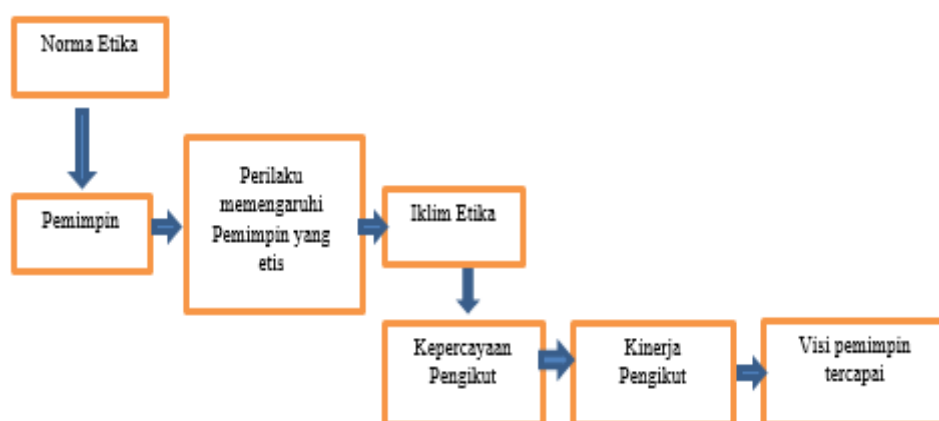 Norma Etika
Pemimpin
Perilaku
memengaruhi
Pemimpin yang
etis
Iklim Etika
Kepercayaan
Pengikut
Kinerja
Pengikut
Visi pemimpin
tercapai